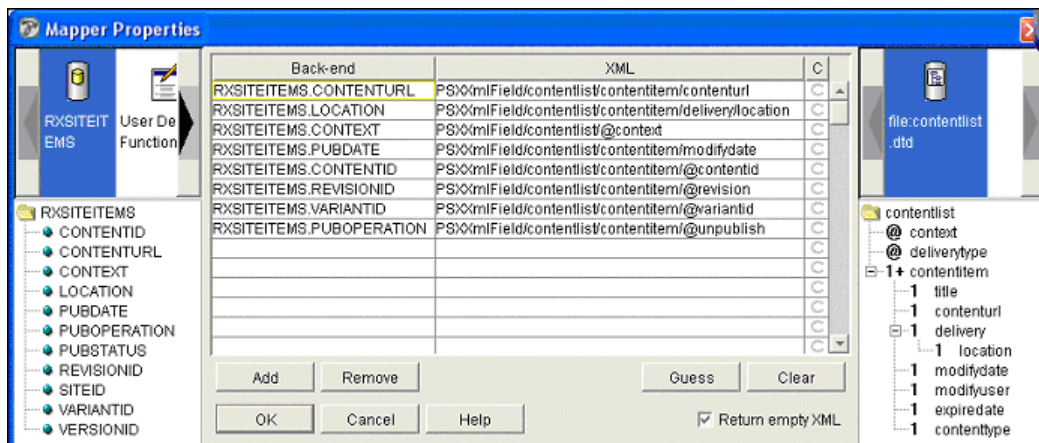 Mapper Properties
RXSITEIT
EMS
User De
Function
Back-end XML C
RXSITEITEMS.CONTENTURL PSXXmlField/contentlist/contentitem/contenturl C
RXSITEITEMS.LOCATION PSXXmlField/contentlist/contentitem/delivery/location C
RXSITEITEMS.CONTEXT PSXXmlField/contentlist/@context C
RXSITEITEMS.PUBDATE PSXXmlField/contentlist/contentitem/modifydate C
RXSITEITEMS.CONTENTID PSXXmlField/contentlist/contentitem/@contentid C
RXSITEITEMS.REVISIONID PSXXmlField/contentlist/contentitem/@revision C
RXSITEITEMS.VARIANTID PSXXmlField/contentlist/contentitem/@variantid C
RXSITEITEMS.PUBOPERATION PSXXmlField/contentlist/contentitem/@unpublish C
C
C
C
C
C
C
file:contentlist
.dtd
RXSITEITEMS
CONTENTID
CONTENTURL
CONTEXT
LOCATION
PUBDATE
PUBOPERATION
PUBSTATUS
REVISIONID
SITEID
VARIANTID
VERSIONID
Add Remove Guess Clear
OK Cancel Help Return empty XML
contentlist
@ context
@ deliverytype
1+ contentitem
1 title
1 contenturl
1 delivery
1 location
1 modifydate
1 modifyuser
1 expiredate
1 contenttype